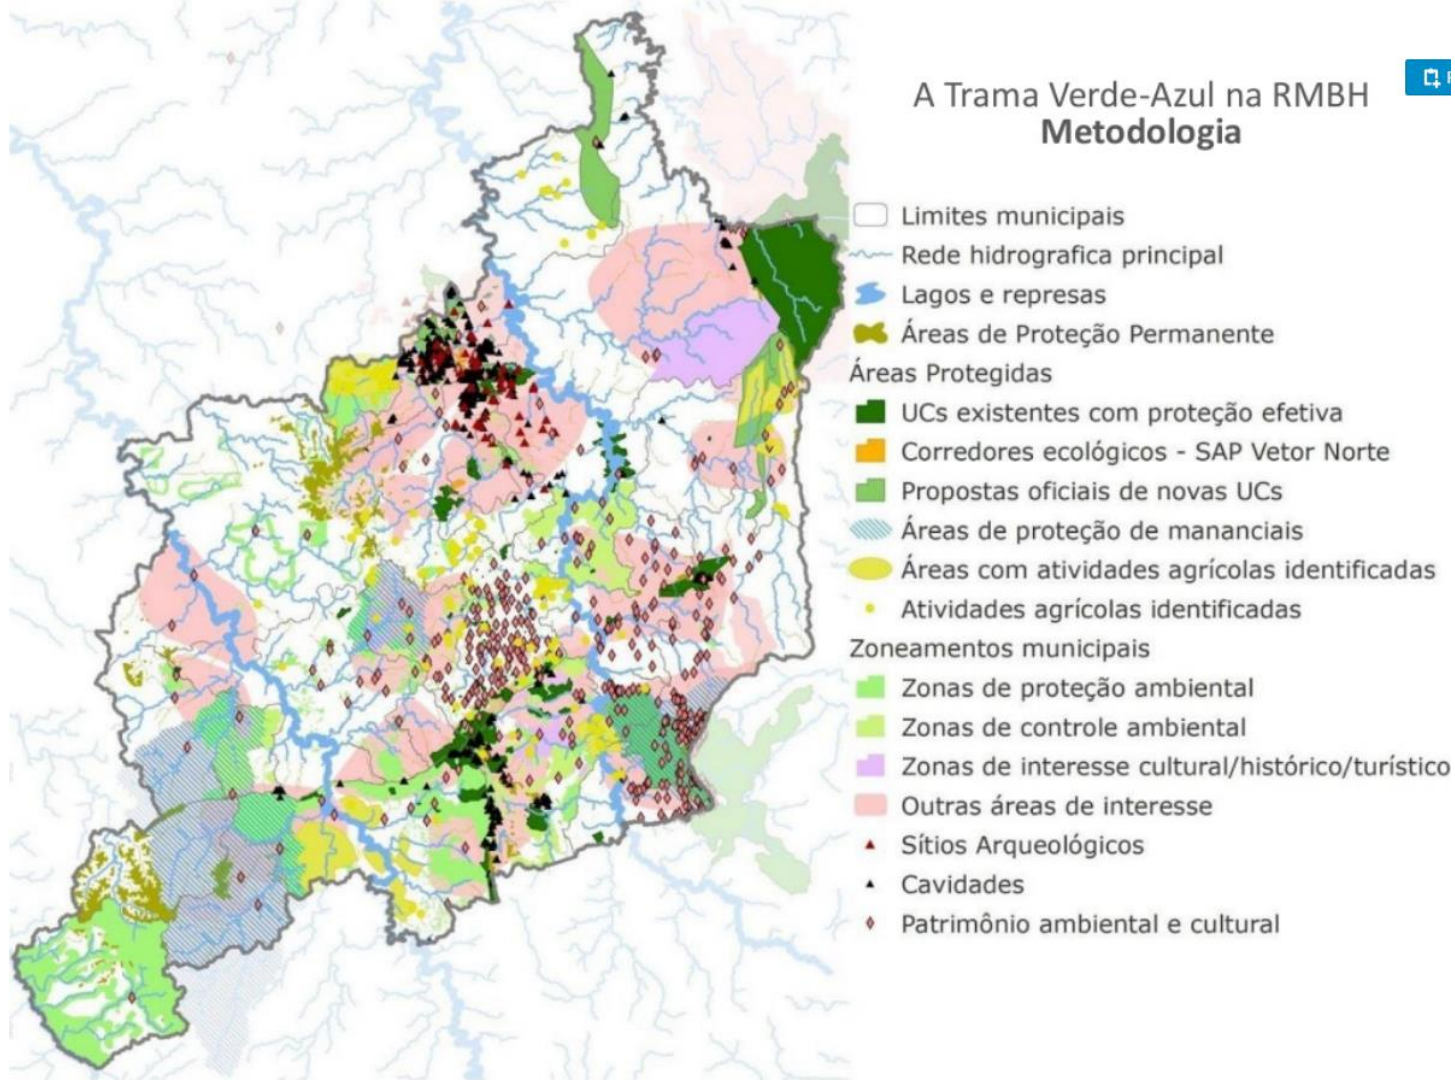 A Trama Verde-Azul na RMBH
Metodologia
Limites municipais
Rede hidrografica principal
Lagos e represas
Áreas de Proteção Permanente
Áreas Protegidas
UCs existentes com proteção efetiva
Corredores ecológicos - SAP Vetor Norte
Propostas oficiais de novas UCs
Áreas de proteção de mananciais
Áreas com atividades agrícolas identificadas
Atividades agrícolas identificadas
Zoneamentos municipais
Zonas de proteção ambiental
Zonas de controle ambiental
Zonas de interesse cultural/histórico/turístico
Outras áreas de interesse
Sítios Arqueológicos
Cavidades
Patrimônio ambiental e cultural